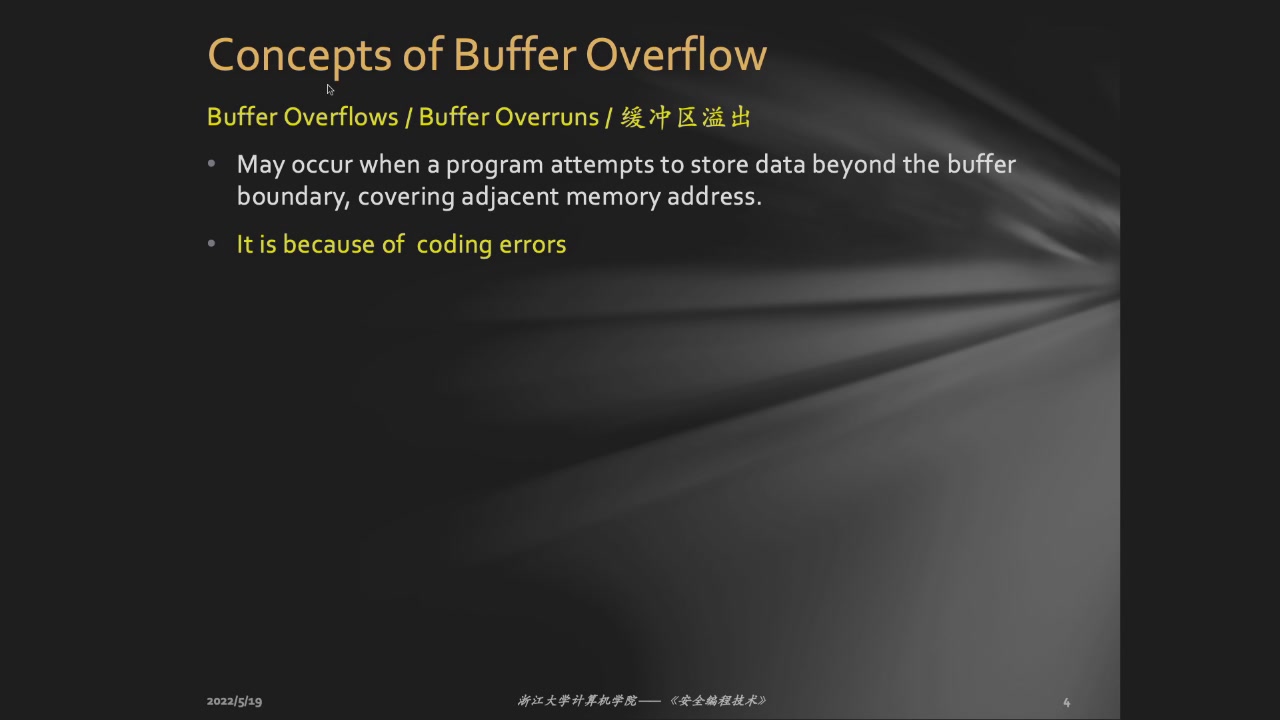 Concepts of Buffer Overflow
Buffer Overflows / Buffer Overruns / 缓冲区溢出
• May occur when a program attempts to store data beyond the buffer
boundary, covering adjacent memory address.
• It is because of  coding errors
2022/5/19
浙江大学计算机学院——《安全编程技术》
4